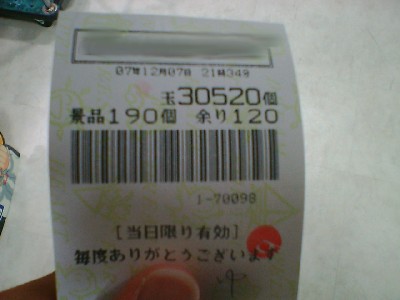 07年12月07日 21時34分
玉30520個
景品190個 余り120
1-70098
[当日限り有効]
毎度ありがとうございます